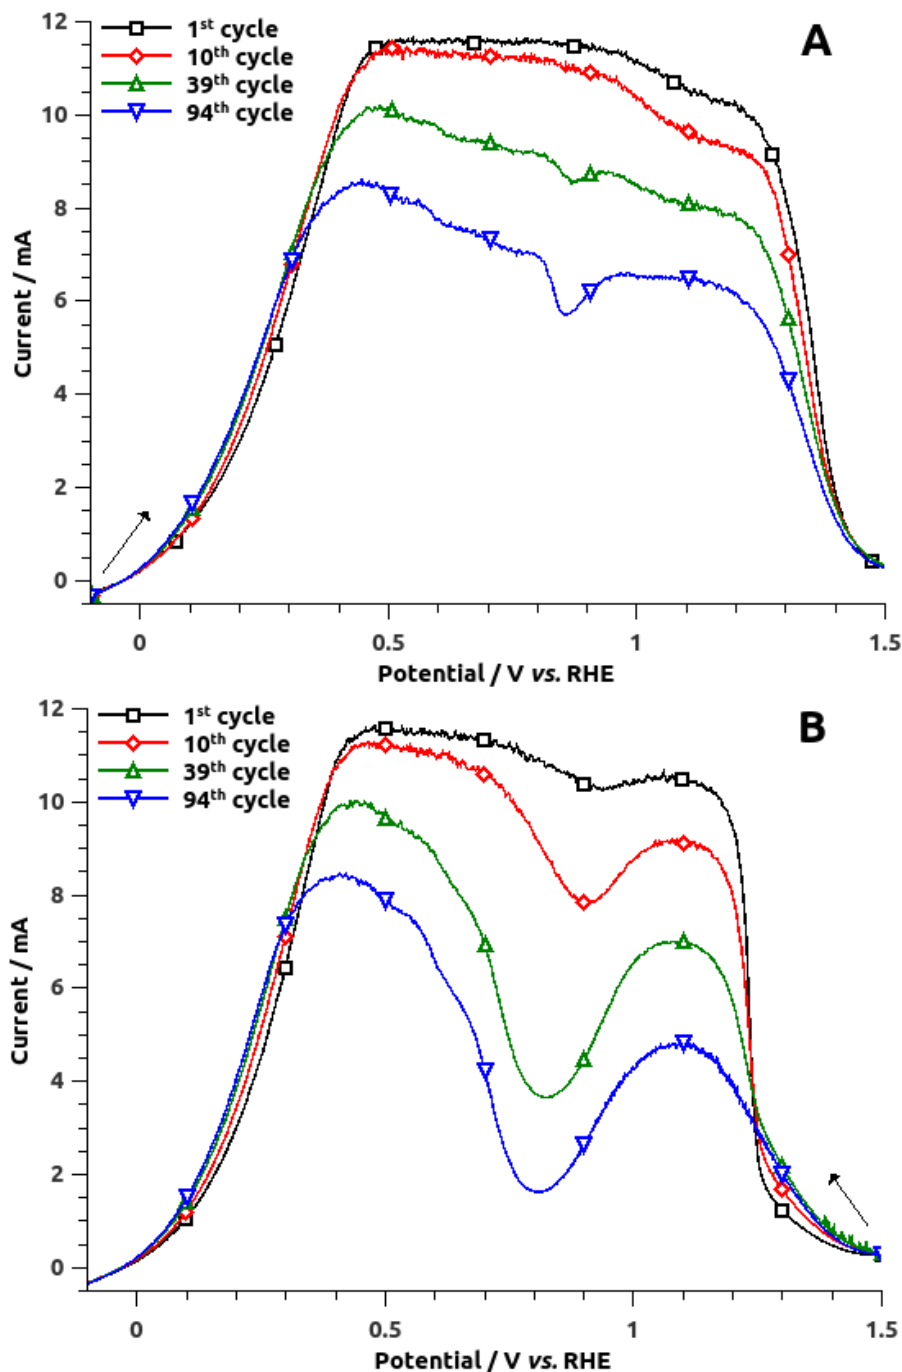 12
10
8
6
4
2
0
Current / mA
1st cycle
10th cycle
39th cycle
94th cycle
A
0
0.5
1
1.5
Potential / V vs. RHE
12
10
8
6
4
2
0
Current / mA
1st cycle
10th cycle
39th cycle
94th cycle
B
0
0.5
1
1.5
Potential / V vs. RHE